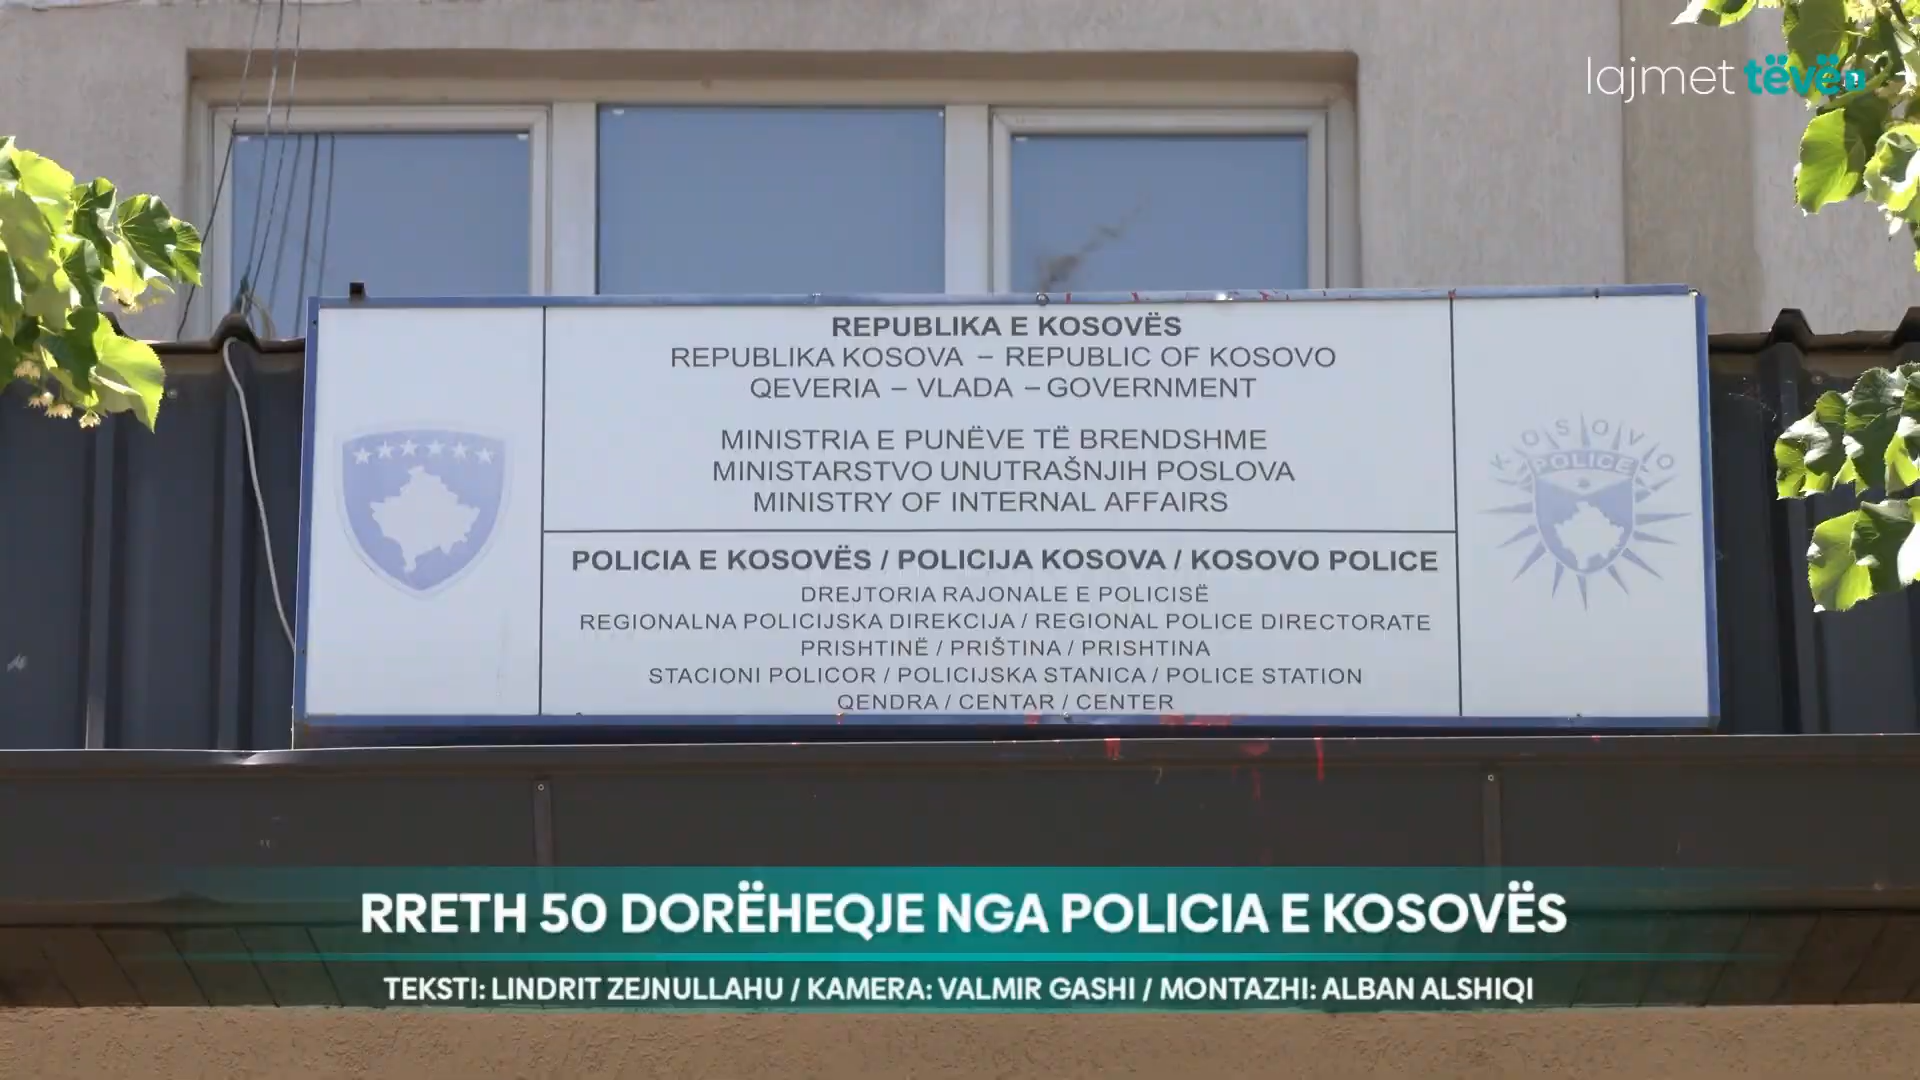 lajmet tëvë1
REPUBLIKA E KOSOVËS
REPUBLIKA KOSOVA – REPUBLIC OF KOSOVO
QEVERIA – VLADA – GOVERNMENT
MINISTRIA E PUNËVE TË BRENDSHME
MINISTARSTVO UNUTRAŠNJIH POSLOVA
MINISTRY OF INTERNAL AFFAIRS
KOSOVO
POLICE
POLICIA E KOSOVËS / POLICIJA KOSOVA / KOSOVO POLICE
DREJTORIA RAJONALE E POLICISË
REGIONALNA POLICIJSKA DIREKCIJA / REGIONAL POLICE DIRECTORATE
PRISHTINË / PRIŠTINA / PRISHTINA
STACIONI POLICOR / POLICIJSKA STANICA / POLICE STATION
QENDRA / CENTAR / CENTER
RRETH 50 DORËHEQJE NGA POLICIA E KOSOVËS
TEKSTI: LINDRIT ZEJNULLAHU / KAMERA: VALMIR GASHI / MONTAZHI: ALBAN ALSHIQI